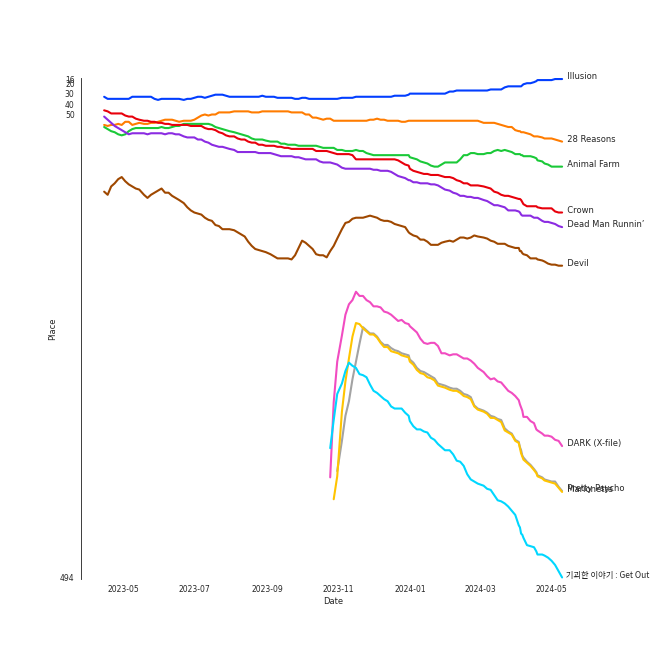 16
20
30
40
50
Illusion
28 Reasons
Animal Farm
Crown
Dead Man Runnin'
Devil
Place
DARK (X-file)
Pretty Psycho
494
기괴한 이야기 : Get Out
2023-05 2023-07 2023-09 2023-11 2024-01 2024-03 2024-05
Date